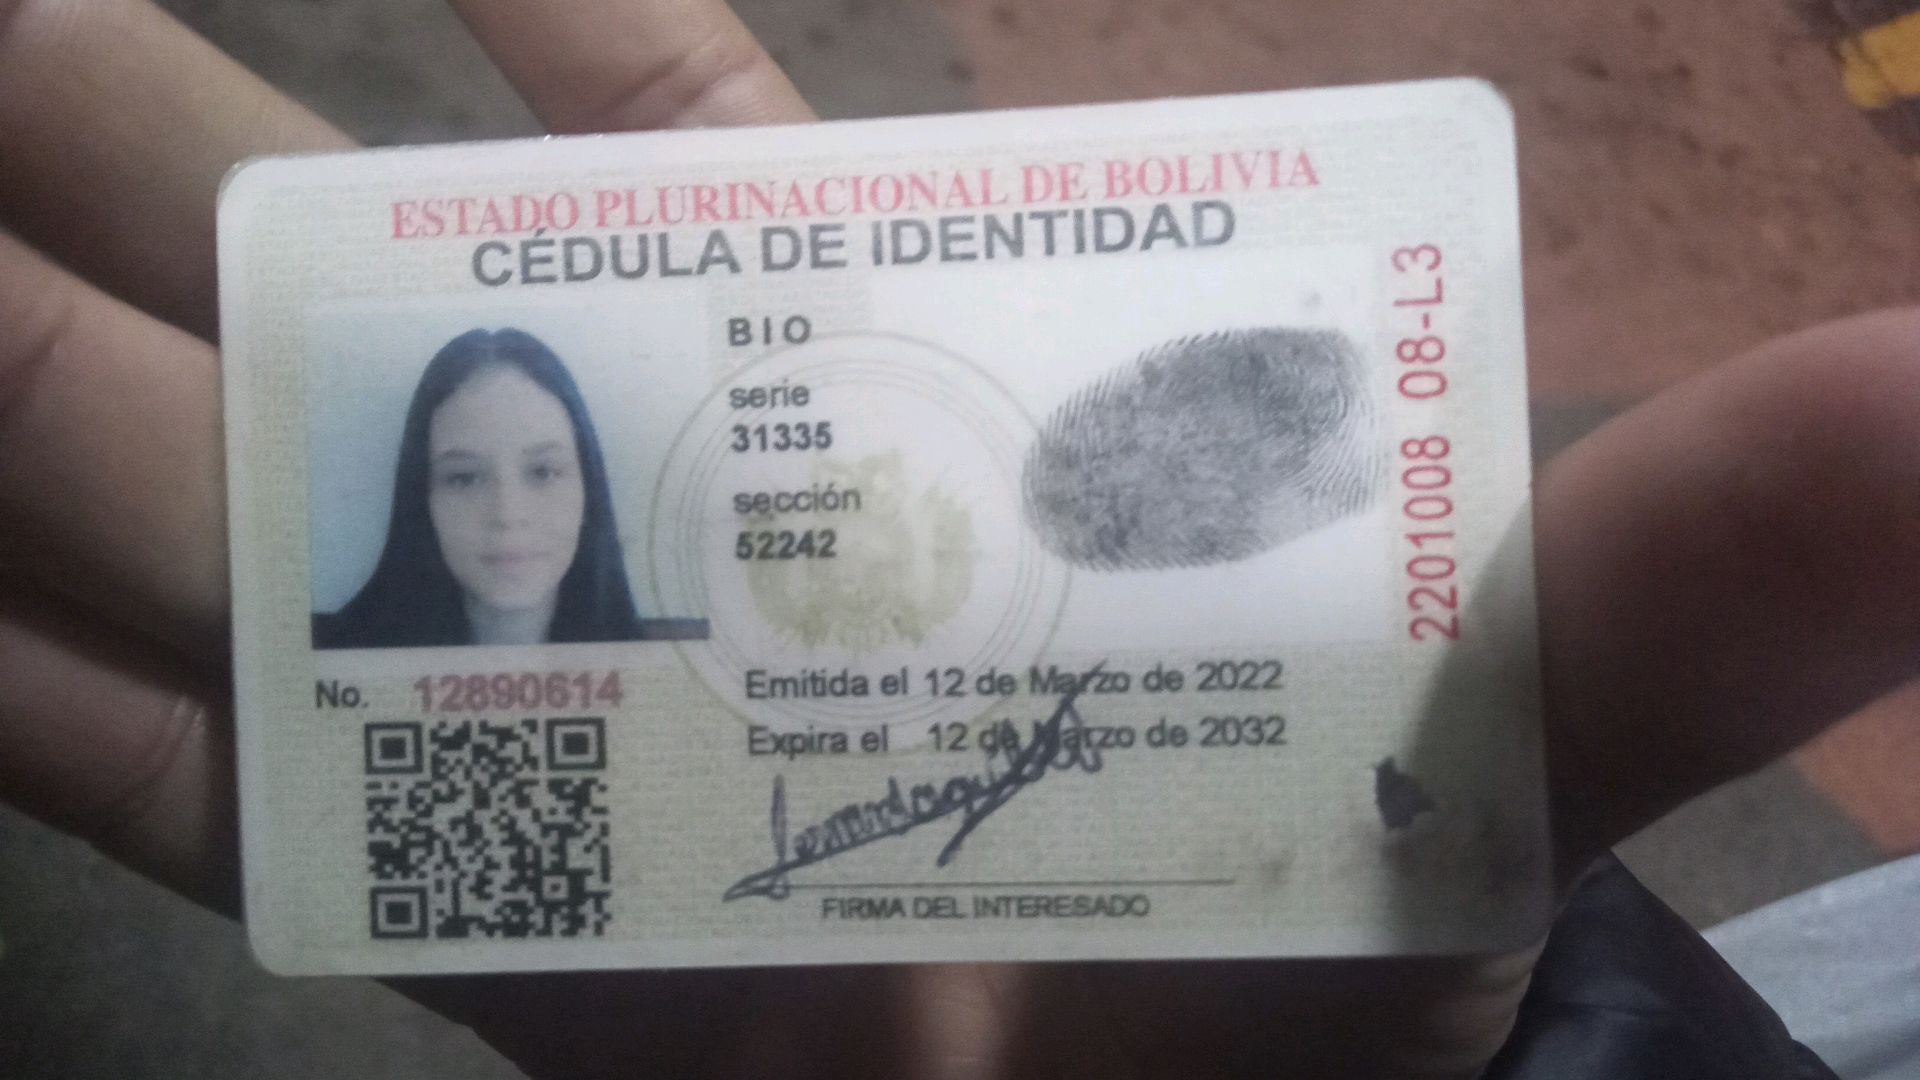 ESTADO PLURINACIONAL DE BOLIVIA
CÉDULA DE IDENTIDAD
BIO
serie
31335
sección
52242
2201008 08-L3
No. 12890614
Emitida el 12 de Marzo de 2022
Expira el 12 de Marzo de 2032
FIRMA DEL INTERESADO